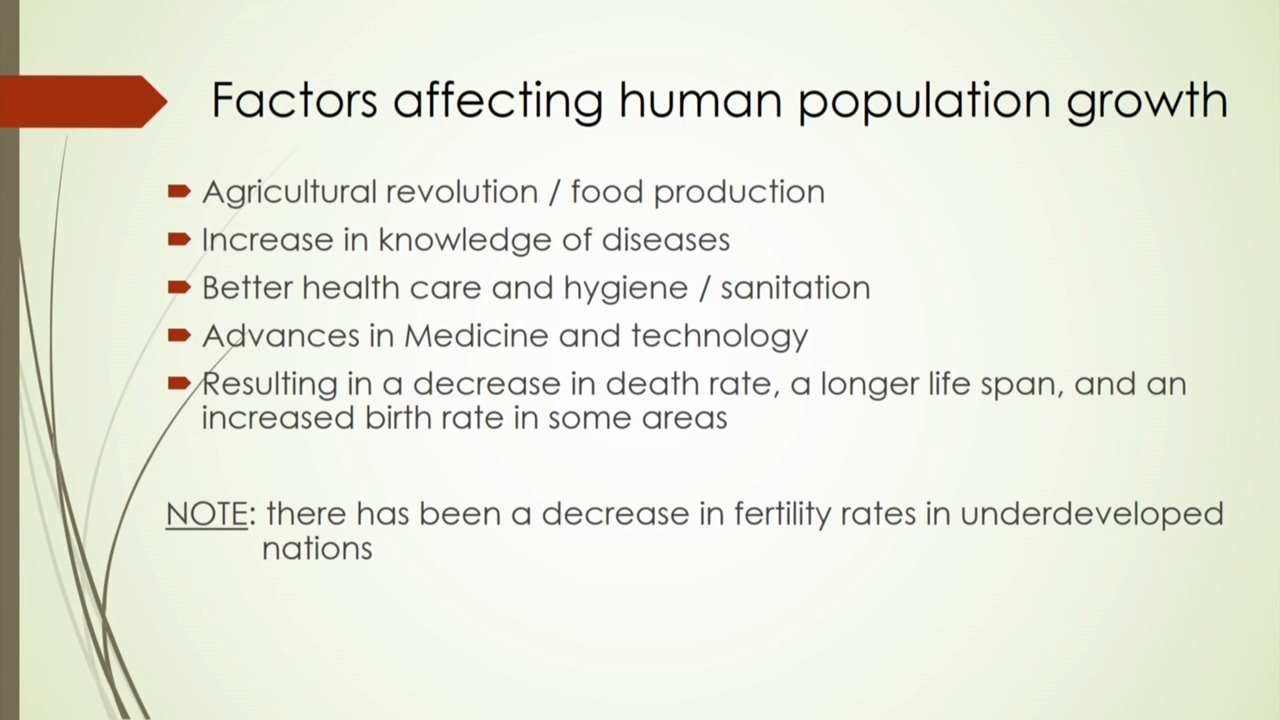 Factors affecting human population growth
Agricultural revolution / food production
Increase in knowledge of diseases
Better health care and hygiene / sanitation
Advances in Medicine and technology
Resulting in a decrease in death rate, a longer life span, and an
increased birth rate in some areas
NOTE: there has been a decrease in fertility rates in underdeveloped
nations